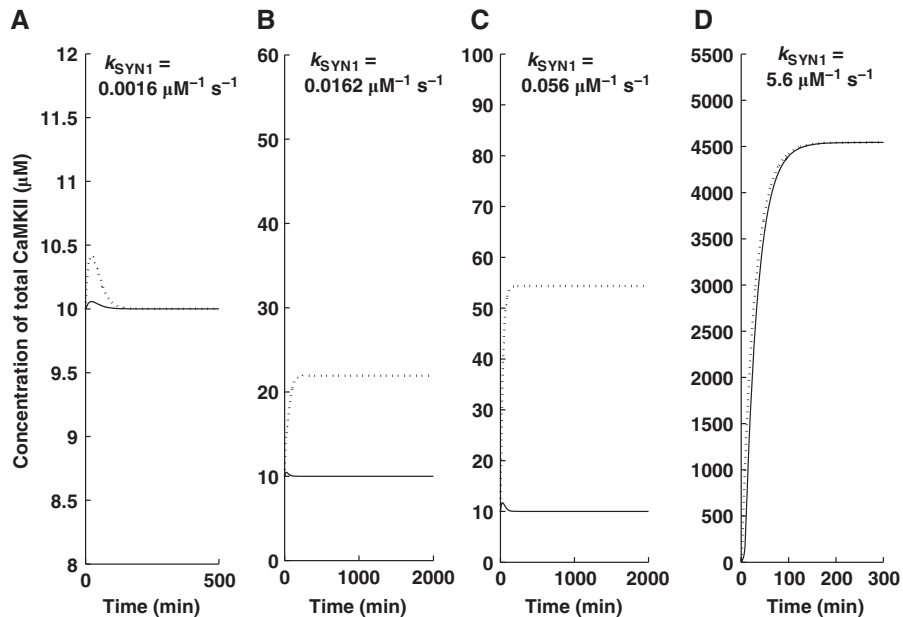 A
B
C
D
k_SYN1 =
0.0016 μM⁻¹ s⁻¹
k_SYN1 =
0.0162 μM⁻¹ s⁻¹
k_SYN1 =
0.056 μM⁻¹ s⁻¹
k_SYN1 =
5.6 μM⁻¹ s⁻¹
Concentration of total CaMKII (μM)
12
11.5
11
10.5
10
9.5
9
8.5
8
0 500
Time (min)
60
50
40
30
20
10
0
0 1000 2000
Time (min)
100
90
80
70
60
50
40
30
20
10
0
0 1000 2000
Time (min)
5500
5000
4500
4000
3500
3000
2500
2000
1500
1000
500
0
0 100 200 300
Time (min)